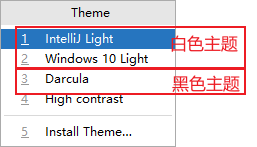 Theme
1 IntelliJ Light
白色主题
2 Windows 10 Light
3 Darcula
黑色主题
4 High contrast
5 Install Theme...